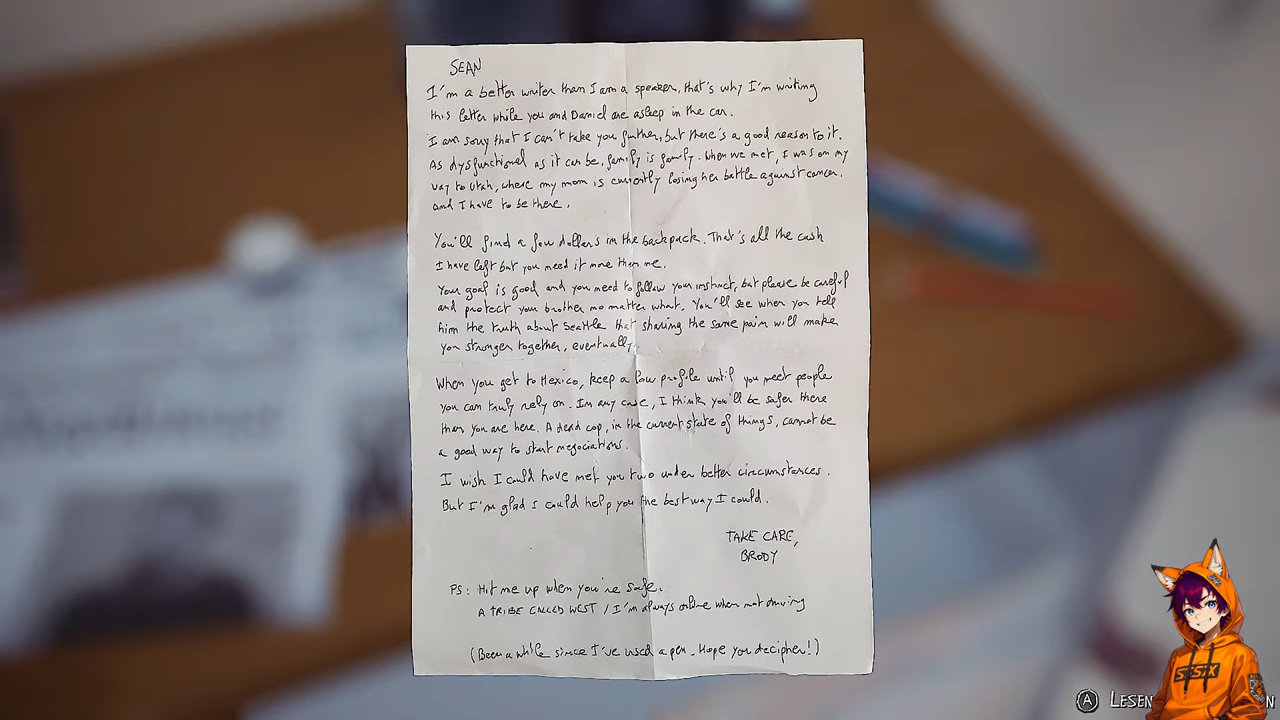 SEAN
I'm a better writer than I am a speaker, that's why I'm writing
this letter while you and Daniel are asleep in the car.
I am sorry that I can't take you further, but there's a good reason to it.
As dysfunctional as it can be, family is family. When we met, I was on my
way to Utah, where my mom is currently losing her battle against cancer.
and I have to be there.
You'll find a few dollars in the backpack. That's all the cash
I have left but you need it more than me.
Your goal is good and you need to follow your instinct, but please be careful
and protect your brother no matter what. You'll see when you tell
him the truth about Seattle that sharing the same pain will make
you stronger together, eventually.
When you get to Mexico, keep a low profile until you meet people
you can truly rely on. In any case, I think you'll be safer there
than you are here. A dead cop, in the current state of things, cannot be
a good way to start negociations.
I wish I could have met you two under better circumstances.
But I'm glad I could help you the best way I could.
TAKE CARE,
BRODY
PS: Hit me up when you're safe.
A TRIBE CALLED WEST / I'm always online when not driving
(Been a while since I've used a pen. Hope you decipher!)
A LESEN
N